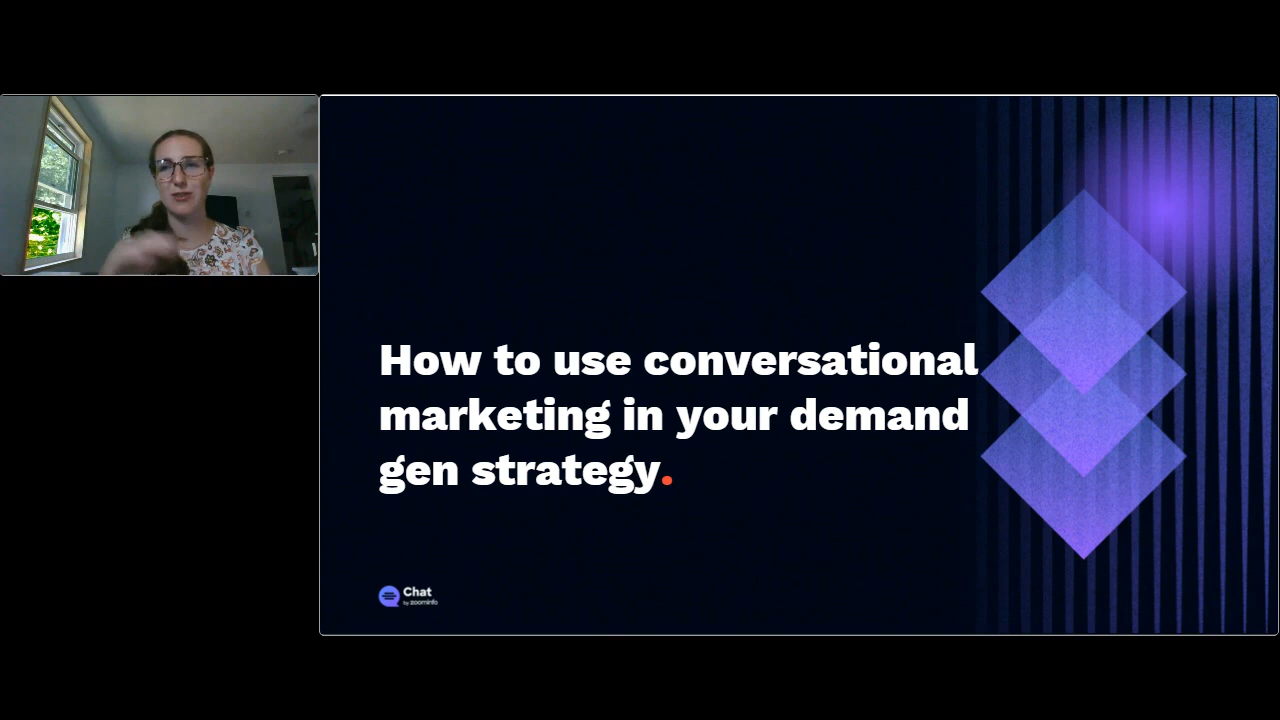 How to use conversational
marketing in your demand
gen strategy.
Chat
by zoominfo